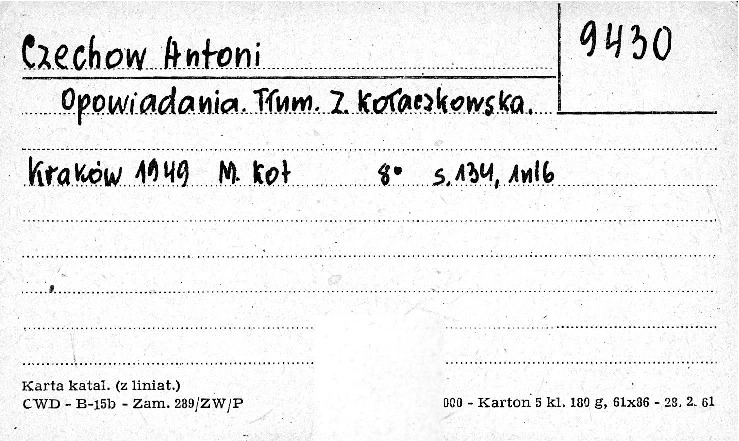 Czechow Antoni
9430
Opowiadania. Tłum. Z. Kołaczkowska.
Kraków 1949 M. Kot 8° s. 134, 1nlb
Karta katal. (z liniat.)
CWD - B-15b - Zam. 289/ZW/P
000 - Karton 5 kl. 180 g, 61x86 - 28. 2. 61